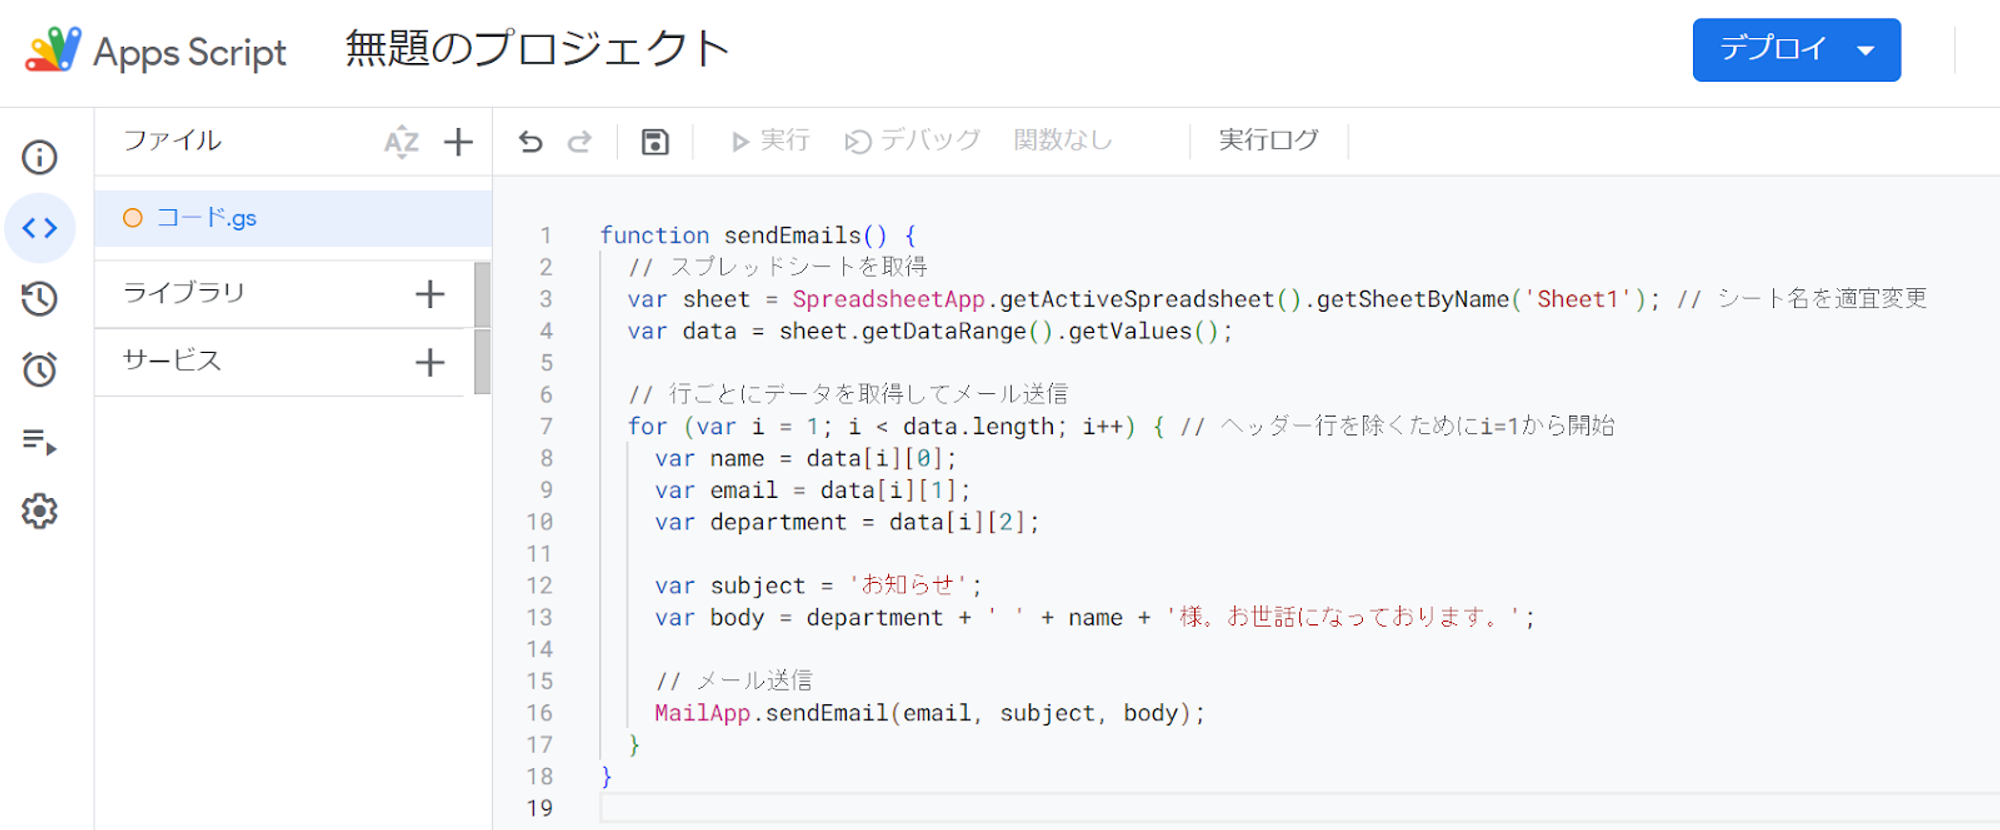 Apps Script 無題のプロジェクト デプロイ
ファイル AZ 実行 デバッグ 関数なし 実行ログ
コード.gs
ライブラリ
サービス
1 function sendEmails() {
2 // スプレッドシートを取得
3 var sheet = SpreadsheetApp.getActiveSpreadsheet().getSheetByName('Sheet1'); // シート名を適宜変更
4 var data = sheet.getDataRange().getValues();
5
6 // 行ごとにデータを取得してメール送信
7 for (var i = 1; i < data.length; i++) { // ヘッダー行を除くためにi=1から開始
8 var name = data[i][0];
9 var email = data[i][1];
10 var department = data[i][2];
11
12 var subject = 'お知らせ';
13 var body = department + ' ' + name + '様。お世話になっております。';
14
15 // メール送信
16 MailApp.sendEmail(email, subject, body);
17 }
18 }
19